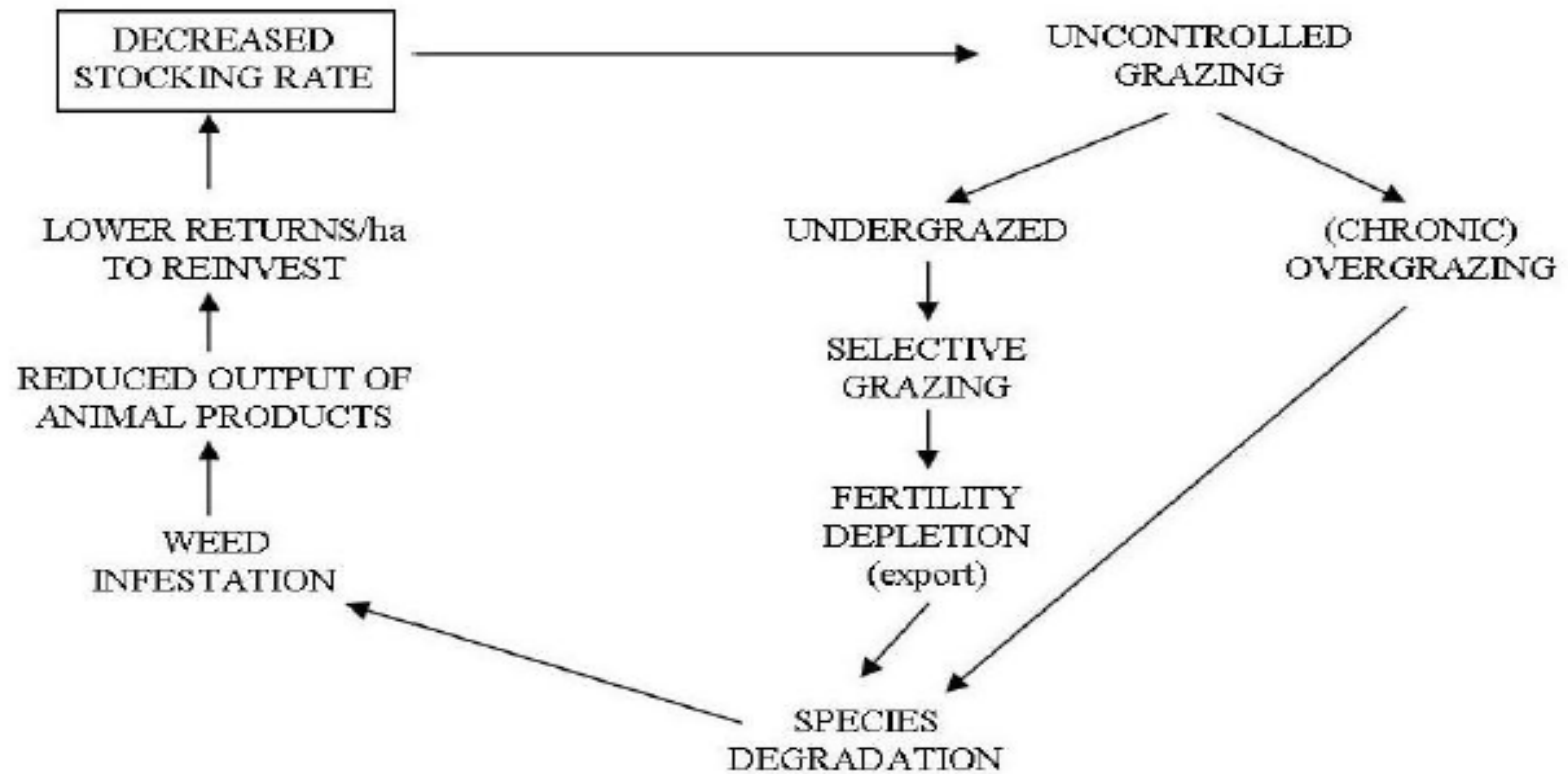 DECREASED
STOCKING RATE
UNCONTROLLED
GRAZING
UNDERGRAZED
(CHRONIC)
OVERGRAZING
SELECTIVE
GRAZING
FERTILITY
DEPLETION
(export)
SPECIES
DEGRADATION
WEED
INFESTATION
REDUCED OUTPUT OF
ANIMAL PRODUCTS
LOWER RETURNS/ha
TO REINVEST